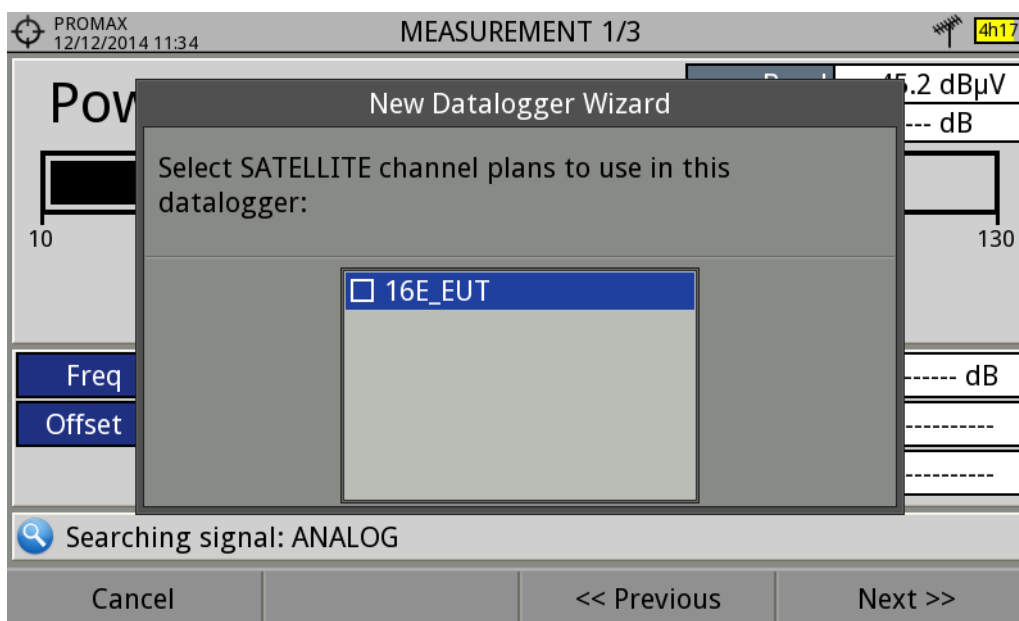 PROMAX
12/12/2014 11:34
MEASUREMENT 1/3
4h17
Pow
5.2 dBµV
--- dB
New Datalogger Wizard
Select SATELLITE channel plans to use in this
datalogger:
10
130
16E_EUT
Freq
------ dB
Offset
----------
----------
Searching signal: ANALOG
Cancel
<< Previous
Next >>